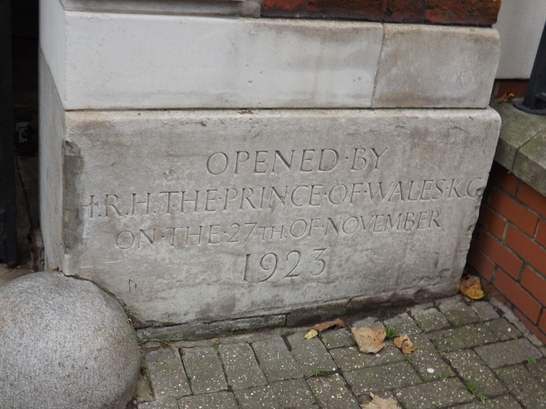 OPENED·BY
H.R.H.THE·PRINCE·OF·WALES·K.G
ON·THE·27TH.OF·NOVEMBER
1923